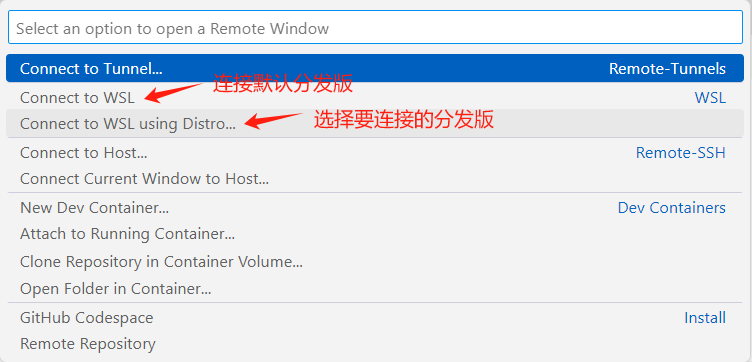 Select an option to open a Remote Window
Connect to Tunnel... Remote-Tunnels
连接默认分发版
Connect to WSL WSL
Connect to WSL using Distro... 选择要连接的分发版
Connect to Host... Remote-SSH
Connect Current Window to Host...
New Dev Container... Dev Containers
Attach to Running Container...
Clone Repository in Container Volume...
Open Folder in Container...
GitHub Codespace Install
Remote Repository